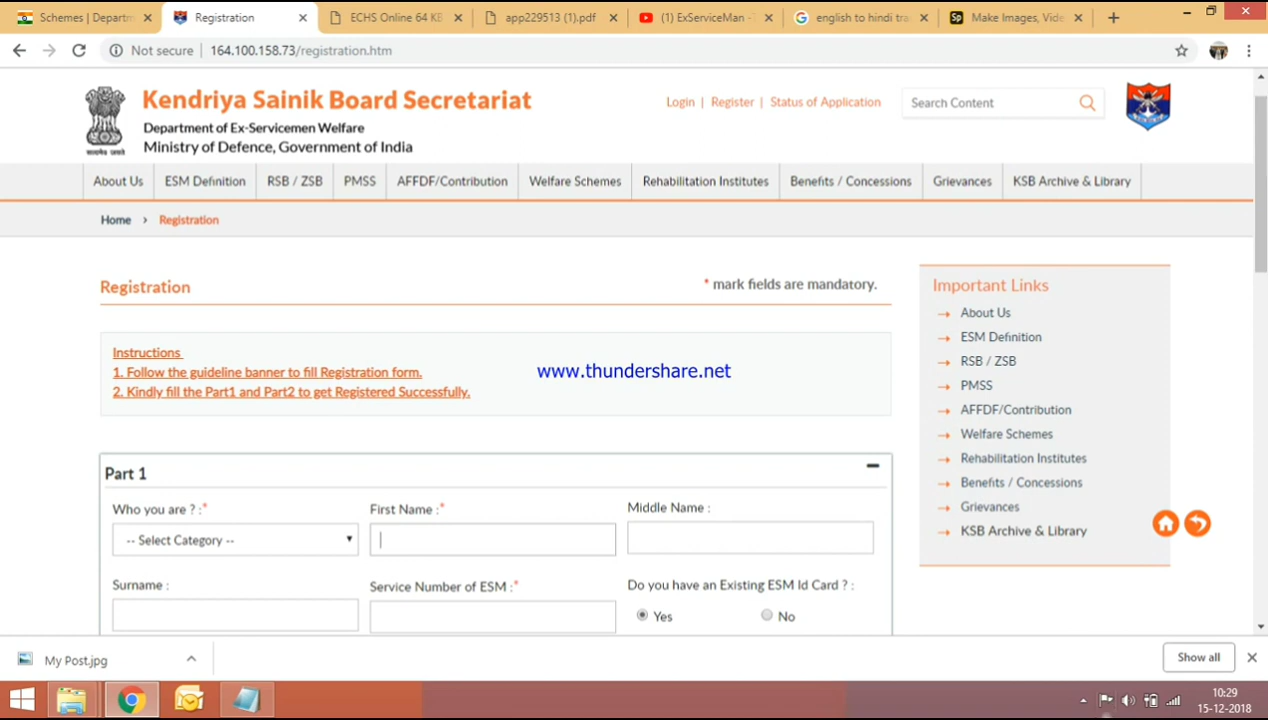 Schemes | Departm
Registration
ECHS Online 64 KB
app229513 (1).pdf
(1) ExServiceMan -
english to hindi tra
Make Images, Vide
Not secure | 164.100.158.73/registration.htm
Kendriya Sainik Board Secretariat
Department of Ex-Servicemen Welfare
Ministry of Defence, Government of India
Login | Register | Status of Application
Search Content
सत्यमेव जयते
About Us
ESM Definition
RSB / ZSB
PMSS
AFFDF/Contribution
Welfare Schemes
Rehabilitation Institutes
Benefits / Concessions
Grievances
KSB Archive & Library
Home > Registration
Registration
* mark fields are mandatory.
Instructions
1. Follow the guideline banner to fill Registration form.
2. Kindly fill the Part1 and Part2 to get Registered Successfully.
www.thundershare.net
Part 1
Who you are ? :*
First Name :*
Middle Name :
-- Select Category --
Surname :
Service Number of ESM :*
Do you have an Existing ESM Id Card ? :
Yes
No
Important Links
About Us
ESM Definition
RSB / ZSB
PMSS
AFFDF/Contribution
Welfare Schemes
Rehabilitation Institutes
Benefits / Concessions
Grievances
KSB Archive & Library
My Post.jpg
Show all
10:29
15-12-2018